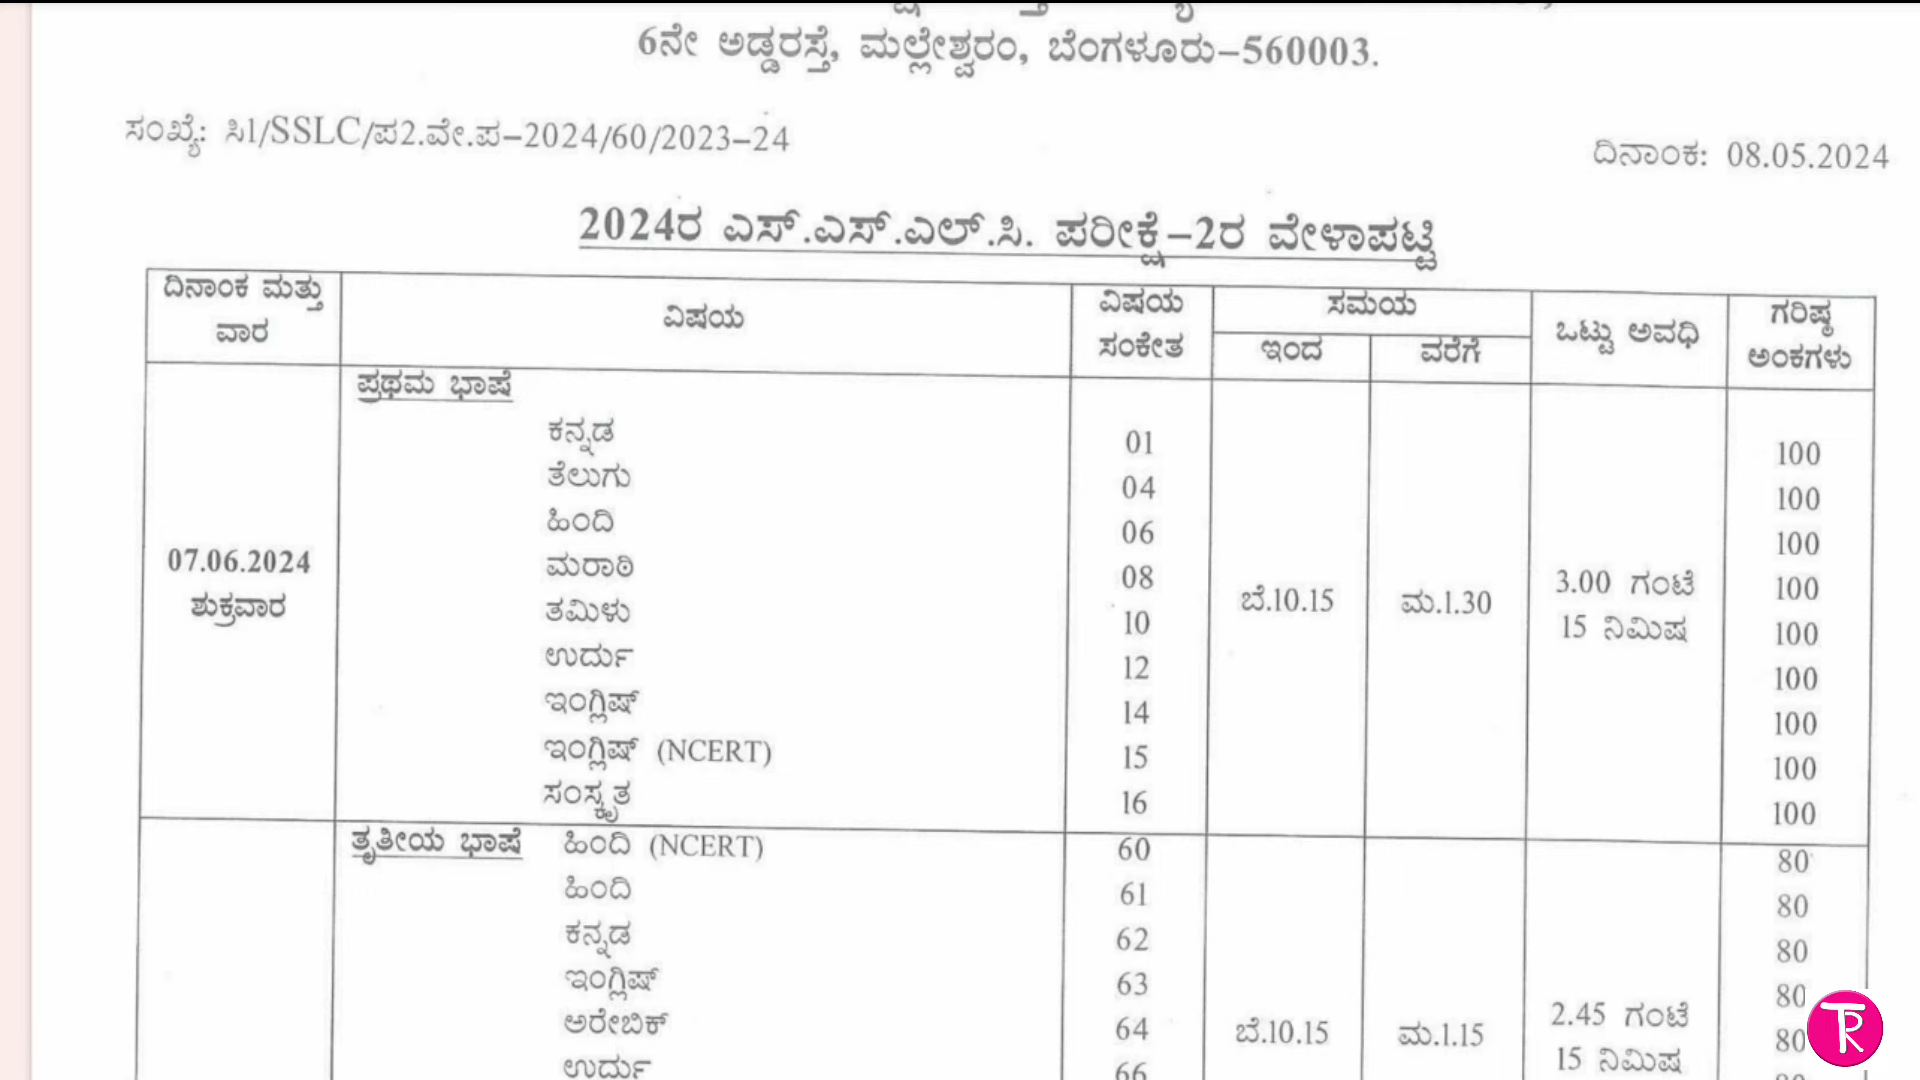 6ನೇ ಅಡ್ಡರಸ್ತೆ, ಮಲ್ಲೇಶ್ವರಂ, ಬೆಂಗಳೂರು–560003.
ಸಂಖ್ಯೆ: ಸಿ1/SSLC/ಪ2.ವೇ.ಪ–2024/60/2023–24
ದಿನಾಂಕ: 08.05.2024
2024ರ ಎಸ್.ಎಸ್.ಎಲ್.ಸಿ. ಪರೀಕ್ಷೆ–2ರ ವೇಳಾಪಟ್ಟಿ
ದಿನಾಂಕ ಮತ್ತು ವಾರ ವಿಷಯ ವಿಷಯ ಸಂಕೇತ ಸಮಯ ಒಟ್ಟು ಅವಧಿ ಗರಿಷ್ಠ ಅಂಕಗಳು
ಇಂದ ವರೆಗೆ
ಪ್ರಥಮ ಭಾಷೆ
ಕನ್ನಡ 01 100
ತೆಲುಗು 04 100
ಹಿಂದಿ 06 100
ಮರಾಠಿ 08 100
ತಮಿಳು 10 100
ಉರ್ದು 12 100
ಇಂಗ್ಲಿಷ್ 14 100
ಇಂಗ್ಲಿಷ್ (NCERT) 15 100
ಸಂಸ್ಕೃತ 16 100
07.06.2024
ಶುಕ್ರವಾರ
ಬೆ.10.15 ಮ.1.30 3.00 ಗಂಟೆ
15 ನಿಮಿಷ
ತೃತೀಯ ಭಾಷೆ ಹಿಂದಿ (NCERT) 60 80
ಹಿಂದಿ 61 80
ಕನ್ನಡ 62 80
ಇಂಗ್ಲಿಷ್ 63 80
ಅರೇಬಿಕ್ 64 80
ಉರ್ದು 66 80
ಬೆ.10.15 ಮ.1.15 2.45 ಗಂಟೆ
15 ನಿಮಿಷ
TR